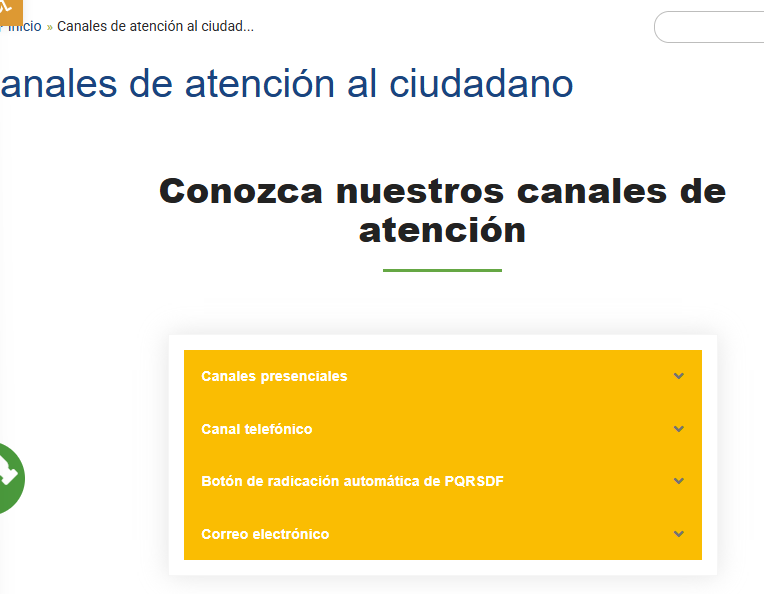 Inicio » Canales de atención al ciudad...
anales de atención al ciudadano
Conozca nuestros canales de
atención
Canales presenciales
Canal telefónico
Botón de radicación automática de PQRSDF
Correo electrónico